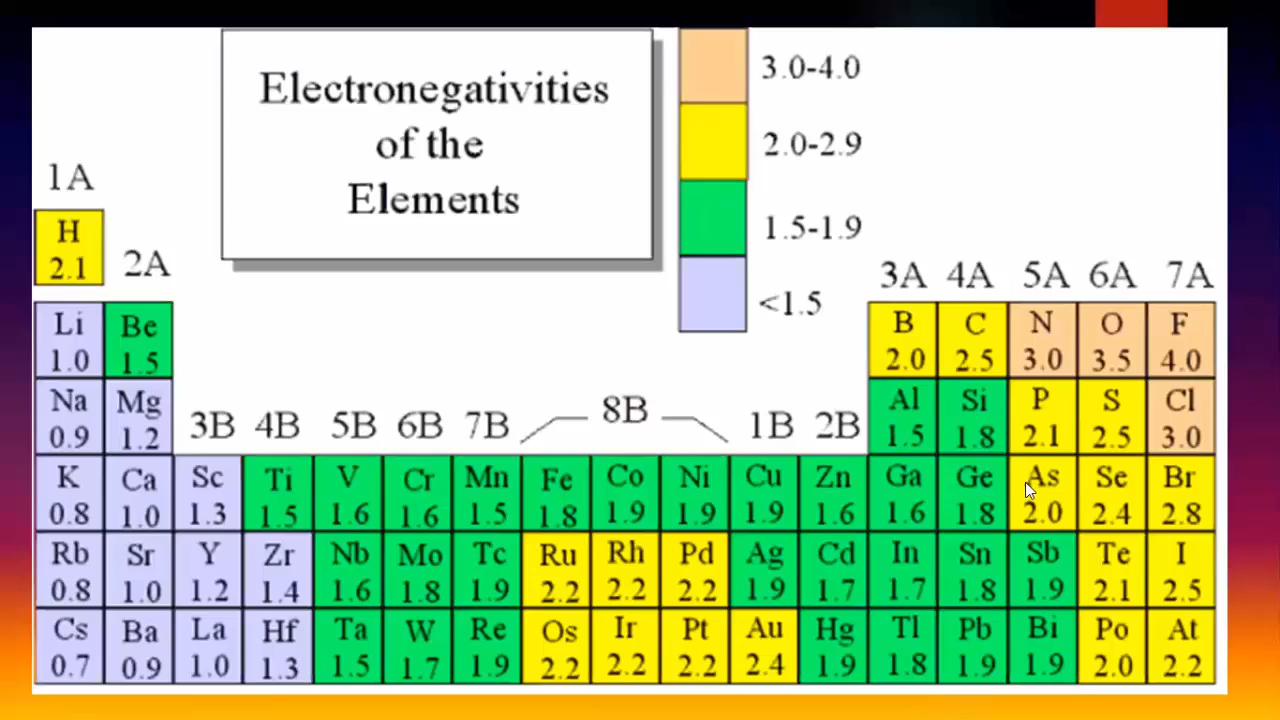 Electronegativities
of the
Elements
3.0-4.0
2.0-2.9
1.5-1.9
<1.5
1A
H
2.1
2A
3A 4A 5A 6A 7A
Li Be B C N O F
1.0 1.5 2.0 2.5 3.0 3.5 4.0
Na Mg Al Si P S Cl
0.9 1.2 1.5 1.8 2.1 2.5 3.0
3B 4B 5B 6B 7B 8B 1B 2B
K Ca Sc Ti V Cr Mn Fe Co Ni Cu Zn Ga Ge As Se Br
0.8 1.0 1.3 1.5 1.6 1.6 1.5 1.8 1.9 1.9 1.9 1.6 1.6 1.8 2.0 2.4 2.8
Rb Sr Y Zr Nb Mo Tc Ru Rh Pd Ag Cd In Sn Sb Te I
0.8 1.0 1.2 1.4 1.6 1.8 1.9 2.2 2.2 2.2 1.9 1.7 1.7 1.8 1.9 2.1 2.5
Cs Ba La Hf Ta W Re Os Ir Pt Au Hg Tl Pb Bi Po At
0.7 0.9 1.0 1.3 1.5 1.7 1.9 2.2 2.2 2.2 2.4 1.9 1.8 1.9 1.9 2.0 2.2